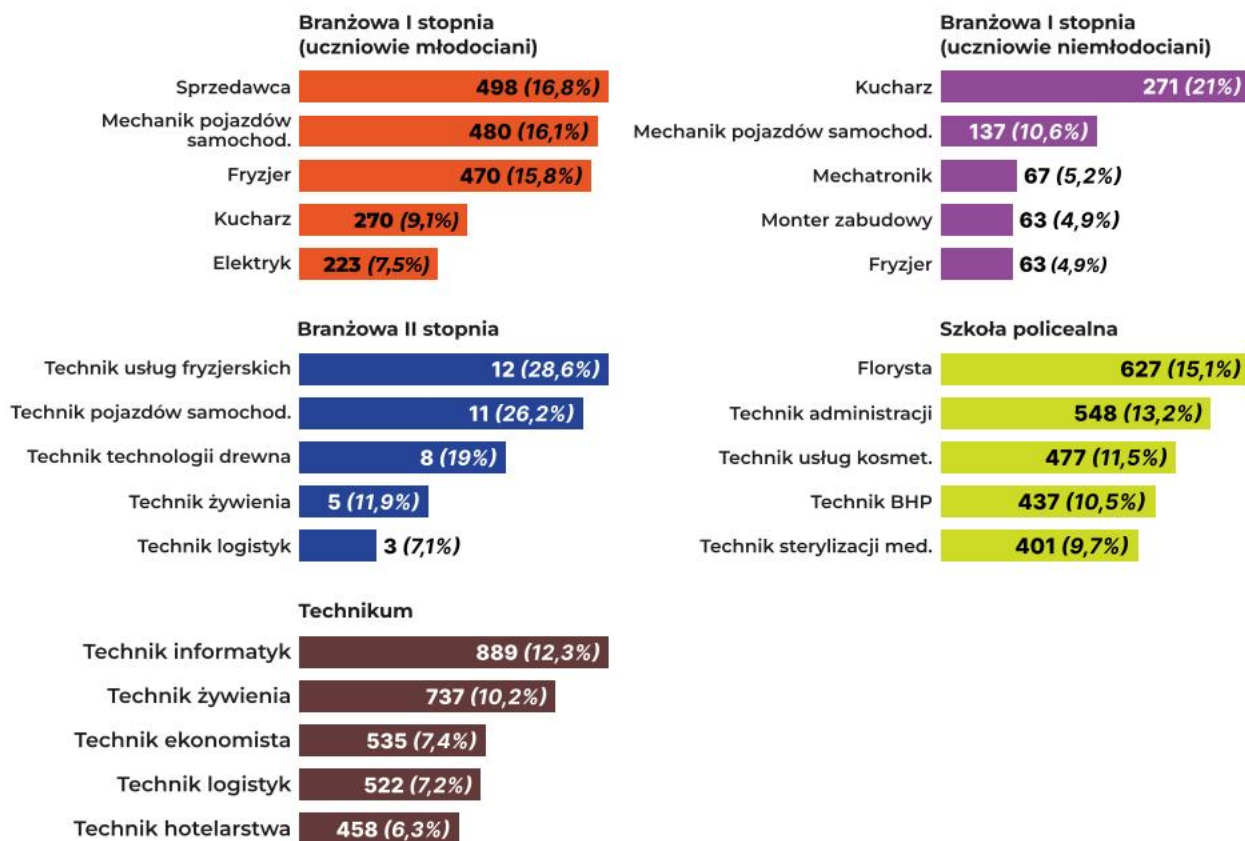 Branżowa I stopnia
(uczniowie młodociani)
Sprzedawca 498 (16,8%)
Mechanik pojazdów
samochod. 480 (16,1%)
Fryzjer 470 (15,8%)
Kucharz 270 (9,1%)
Elektryk 223 (7,5%)
Branżowa I stopnia
(uczniowie niemłodociani)
Kucharz 271 (21%)
Mechanik pojazdów samochod. 137 (10,6%)
Mechatronik 67 (5,2%)
Monter zabudowy 63 (4,9%)
Fryzjer 63 (4,9%)
Branżowa II stopnia
Technik usług fryzjerskich 12 (28,6%)
Technik pojazdów samochod. 11 (26,2%)
Technik technologii drewna 8 (19%)
Technik żywienia 5 (11,9%)
Technik logistyk 3 (7,1%)
Szkoła policealna
Florysta 627 (15,1%)
Technik administracji 548 (13,2%)
Technik usług kosmet. 477 (11,5%)
Technik BHP 437 (10,5%)
Technik sterylizacji med. 401 (9,7%)
Technikum
Technik informatyk 889 (12,3%)
Technik żywienia 737 (10,2%)
Technik ekonomista 535 (7,4%)
Technik logistyk 522 (7,2%)
Technik hotelarstwa 458 (6,3%)